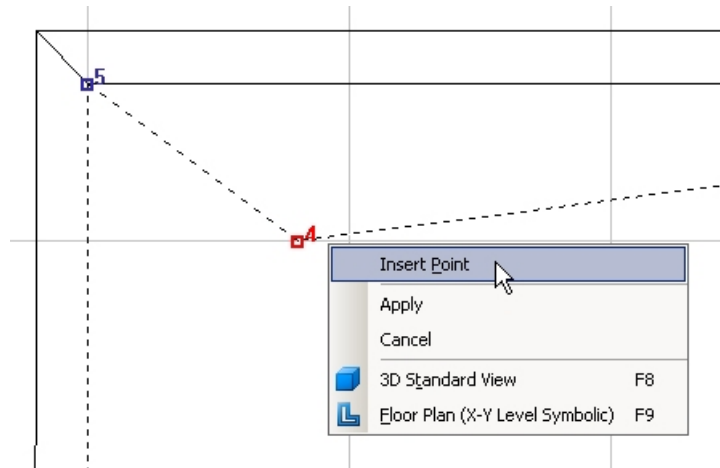 5
4
Insert Point
Apply
Cancel
3D Standard View F8
Floor Plan (X-Y Level Symbolic) F9